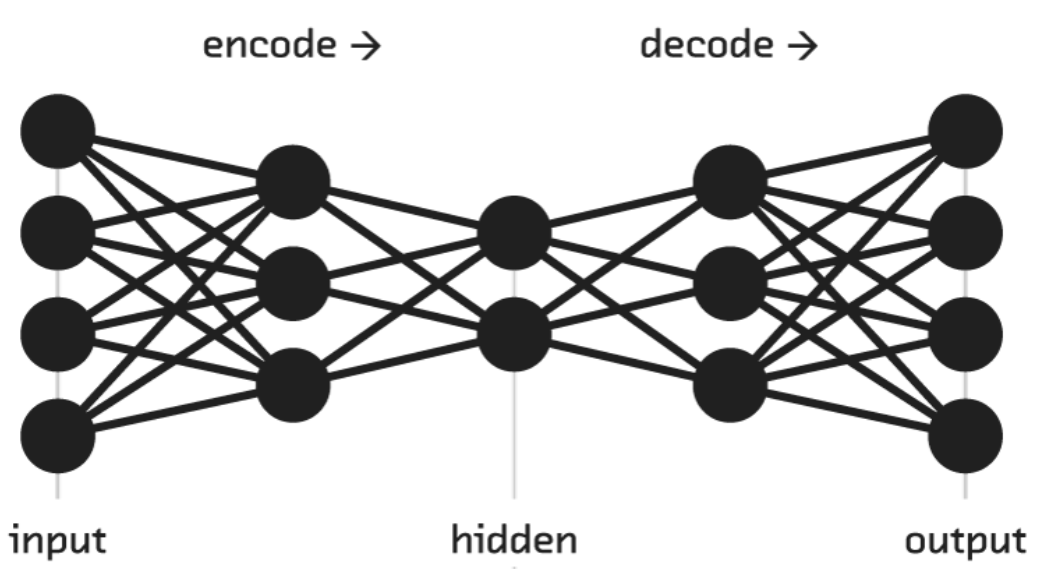 encode →
decode →
input
hidden
output